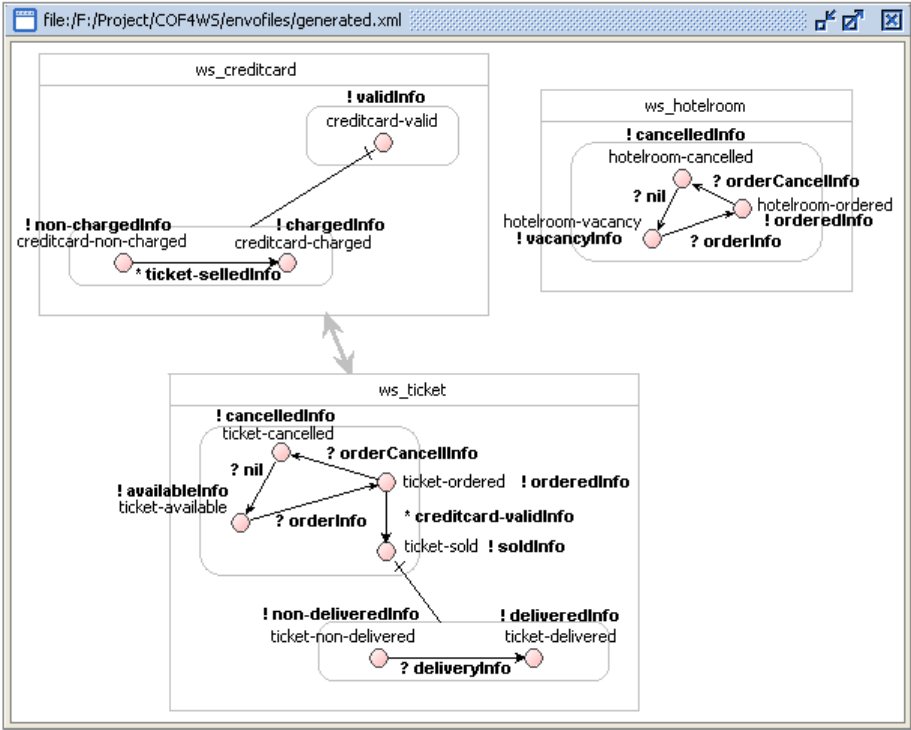 file:/F:/Project/COF4WS/envofiles/generated.xml
ws_creditcard
! validInfo
creditcard-valid
! non-chargedInfo
creditcard-non-charged
! chargedInfo
creditcard-charged
* ticket-selledInfo
ws_hotelroom
! cancelledInfo
hotelroom-cancelled
? orderCancelInfo
? nil
hotelroom-ordered
! orderedInfo
hotelroom-vacancy
! vacancyInfo
? orderInfo
ws_ticket
! cancelledInfo
ticket-cancelled
? orderCancellInfo
? nil
ticket-ordered ! orderedInfo
! availableInfo
ticket-available
? orderInfo
* creditcard-validInfo
ticket-sold ! soldInfo
! non-deliveredInfo
ticket-non-delivered
! deliveredInfo
ticket-delivered
? deliveryInfo